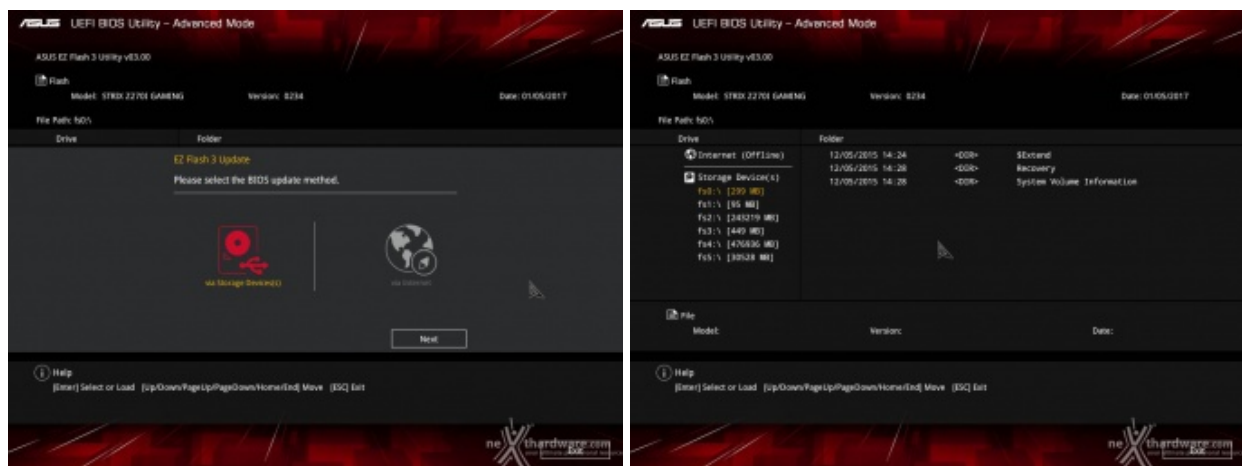 ASUS UEFI BIOS Utility – Advanced Mode
ASUS EZ Flash 3 Utility v03.00
Flash
Model: STRIX Z270I GAMING Version: 0234 Date: 01/05/2017
File Path: fs0:\
Drive Folder
EZ Flash 3 Update
Please select the BIOS update method.
via Storage Device(s) via Internet
Next
Help
[Enter] Select or Load [Up/Down/PageUp/PageDown/Home/End] Move [ESC] Exit
nexthardware.com
Exit
ASUS UEFI BIOS Utility – Advanced Mode
ASUS EZ Flash 3 Utility v03.00
Flash
Model: STRIX Z270I GAMING Version: 0234 Date: 01/05/2017
File Path: fs0:\
Drive Folder
Internet (Offline)
Storage Device(s)
fs0:\ [299 MB]
fs1:\ [95 MB]
fs2:\ [243219 MB]
fs3:\ [449 MB]
fs4:\ [476936 MB]
fs5:\ [30528 MB]
12/05/2015 14:24 <DIR> $Extend
12/05/2015 14:28 <DIR> Recovery
12/05/2015 14:28 <DIR> System Volume Information
File
Model: Version: Date:
Help
[Enter] Select or Load [Up/Down/PageUp/PageDown/Home/End] Move [ESC] Exit
nexthardware.com
Exit